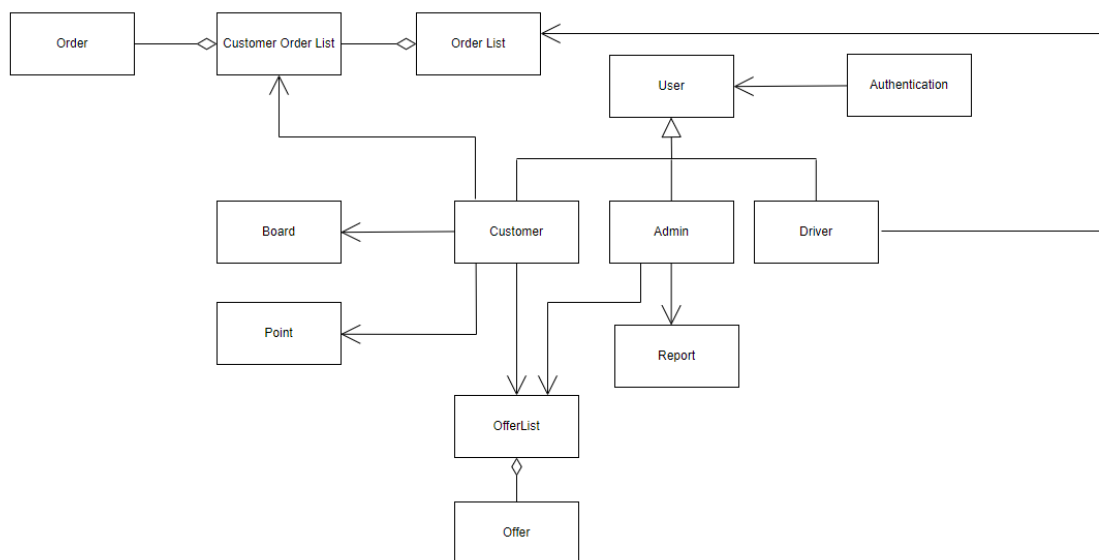 Order
Customer Order List
Order List
User
Authentication
Board
Customer
Admin
Driver
Point
Report
OfferList
Offer